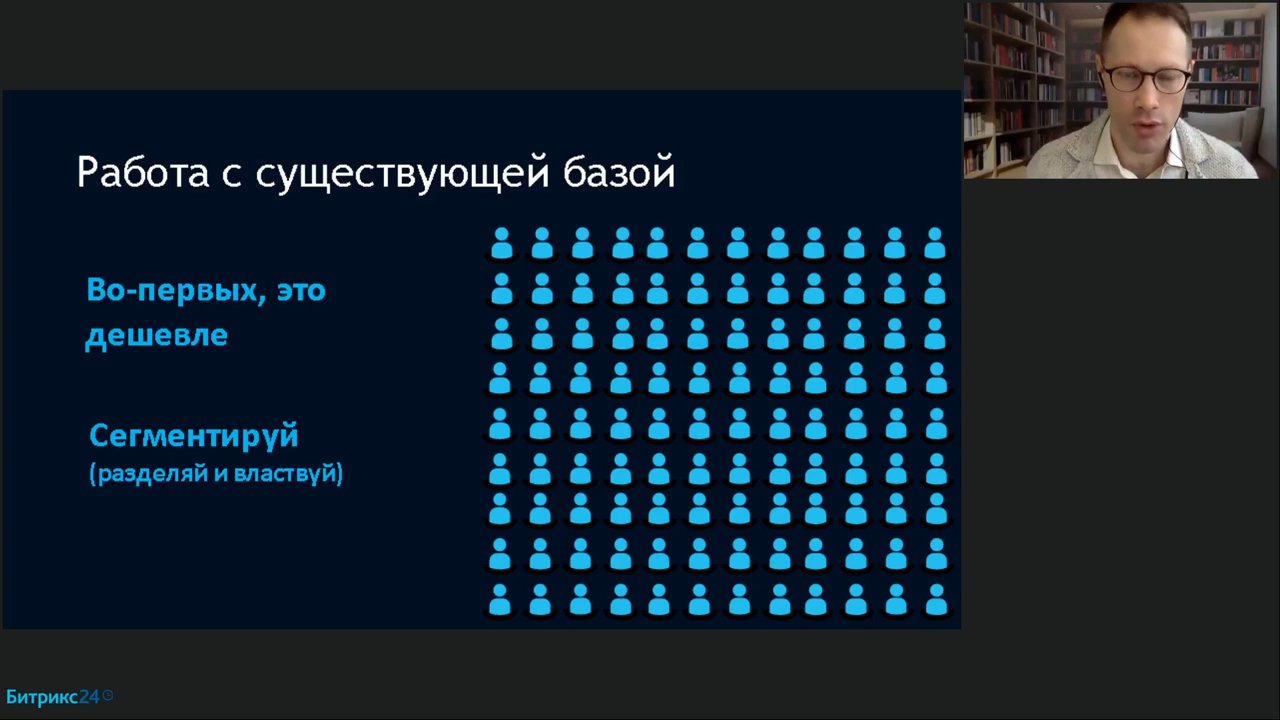 Работа с существующей базой
Во-первых, это
дешевле
Сегментируй
(разделяй и властвуй)
Битрикс24